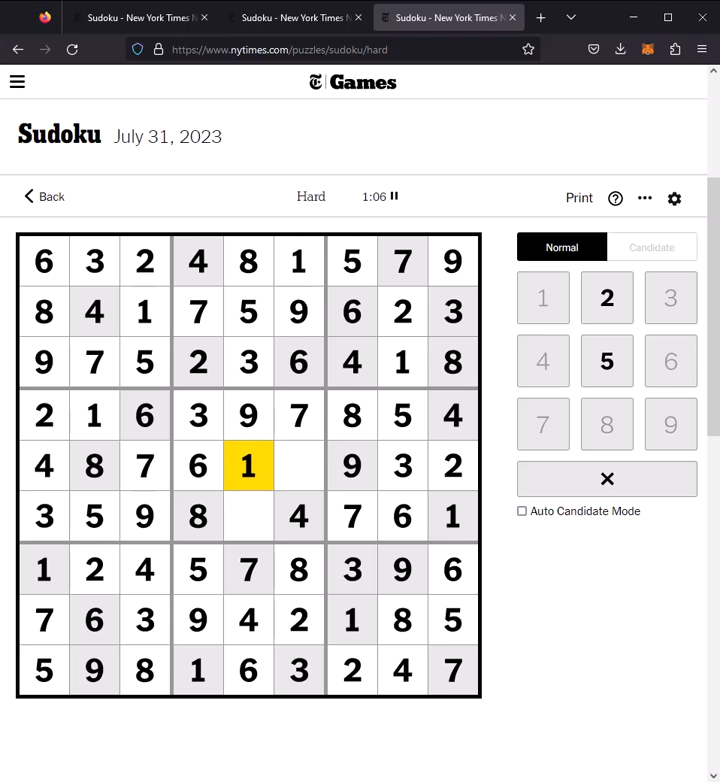 Sudoku - New York Times N
Sudoku - New York Times N
Sudoku - New York Times N
https://www.nytimes.com/puzzles/sudoku/hard
T Games
Sudoku July 31, 2023
Back
Hard
1:06
Print
6 3 2 4 8 1 5 7 9
8 4 1 7 5 9 6 2 3
9 7 5 2 3 6 4 1 8
2 1 6 3 9 7 8 5 4
4 8 7 6 1 9 3 2
3 5 9 8 4 7 6 1
1 2 4 5 7 8 3 9 6
7 6 3 9 4 2 1 8 5
5 9 8 1 6 3 2 4 7
Normal
Candidate
1 2 3
4 5 6
7 8 9
Auto Candidate Mode